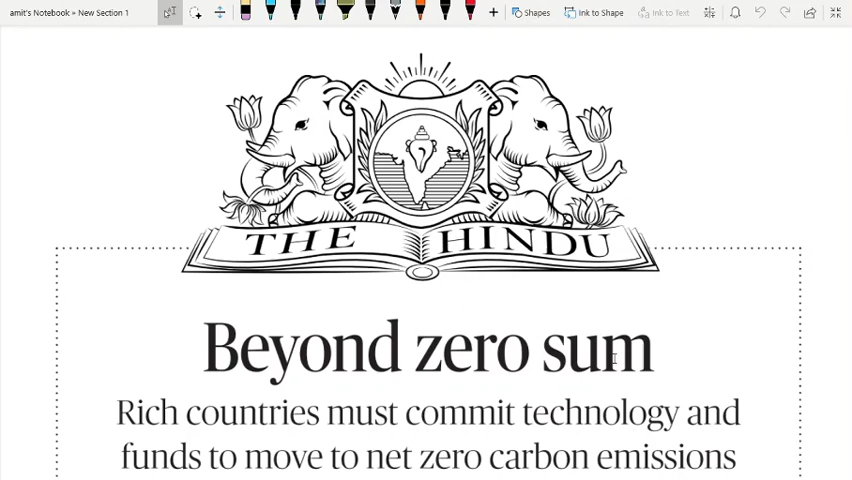 amit's Notebook » New Section 1
Shapes
Ink to Shape
Ink to Text
THE HINDU
Beyond zero sum
Rich countries must commit technology and
funds to move to net zero carbon emissions